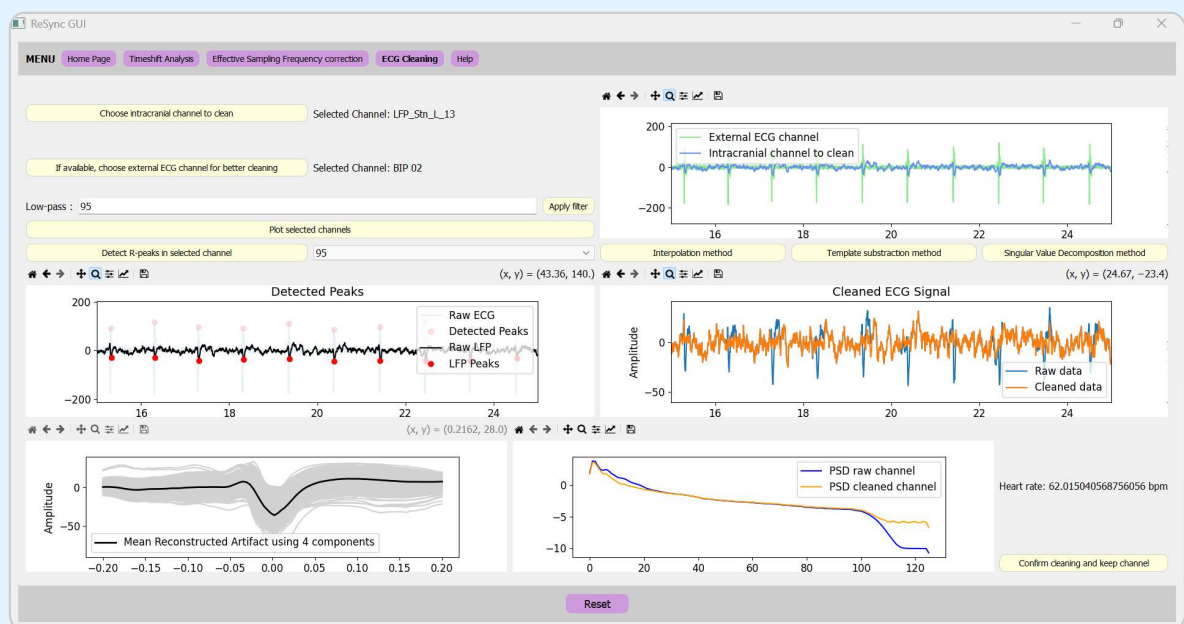 ReSync GUI
MENU Home Page Timeshift Analysis Effective Sampling Frequency correction ECG Cleaning Help
Choose intracranial channel to clean Selected Channel: LFP_Stn_L_13
If available, choose external ECG channel for better cleaning Selected Channel: BIP 02
Low-pass : 95 Apply filter
Plot selected channels
Detect R-peaks in selected channel 95
200
0
−200
External ECG channel
Intracranial channel to clean
16 18 20 22 24
Interpolation method Template substraction method Singular Value Decomposition method
(x, y) = (43.36, 140.)
Detected Peaks
200
0
−200
Raw ECG
Detected Peaks
Raw LFP
LFP Peaks
16 18 20 22 24
(x, y) = (24.67, −23.4)
Cleaned ECG Signal
Amplitude
0
−50
Raw data
Cleaned data
16 18 20 22 24
(x, y) = (0.2162, 28.0)
Amplitude
0
−50
Mean Reconstructed Artifact using 4 components
−0.20 −0.15 −0.10 −0.05 0.00 0.05 0.10 0.15 0.20
0
−5
−10
PSD raw channel
PSD cleaned channel
0 20 40 60 80 100 120
Heart rate: 62.015040568756056 bpm
Confirm cleaning and keep channel
Reset